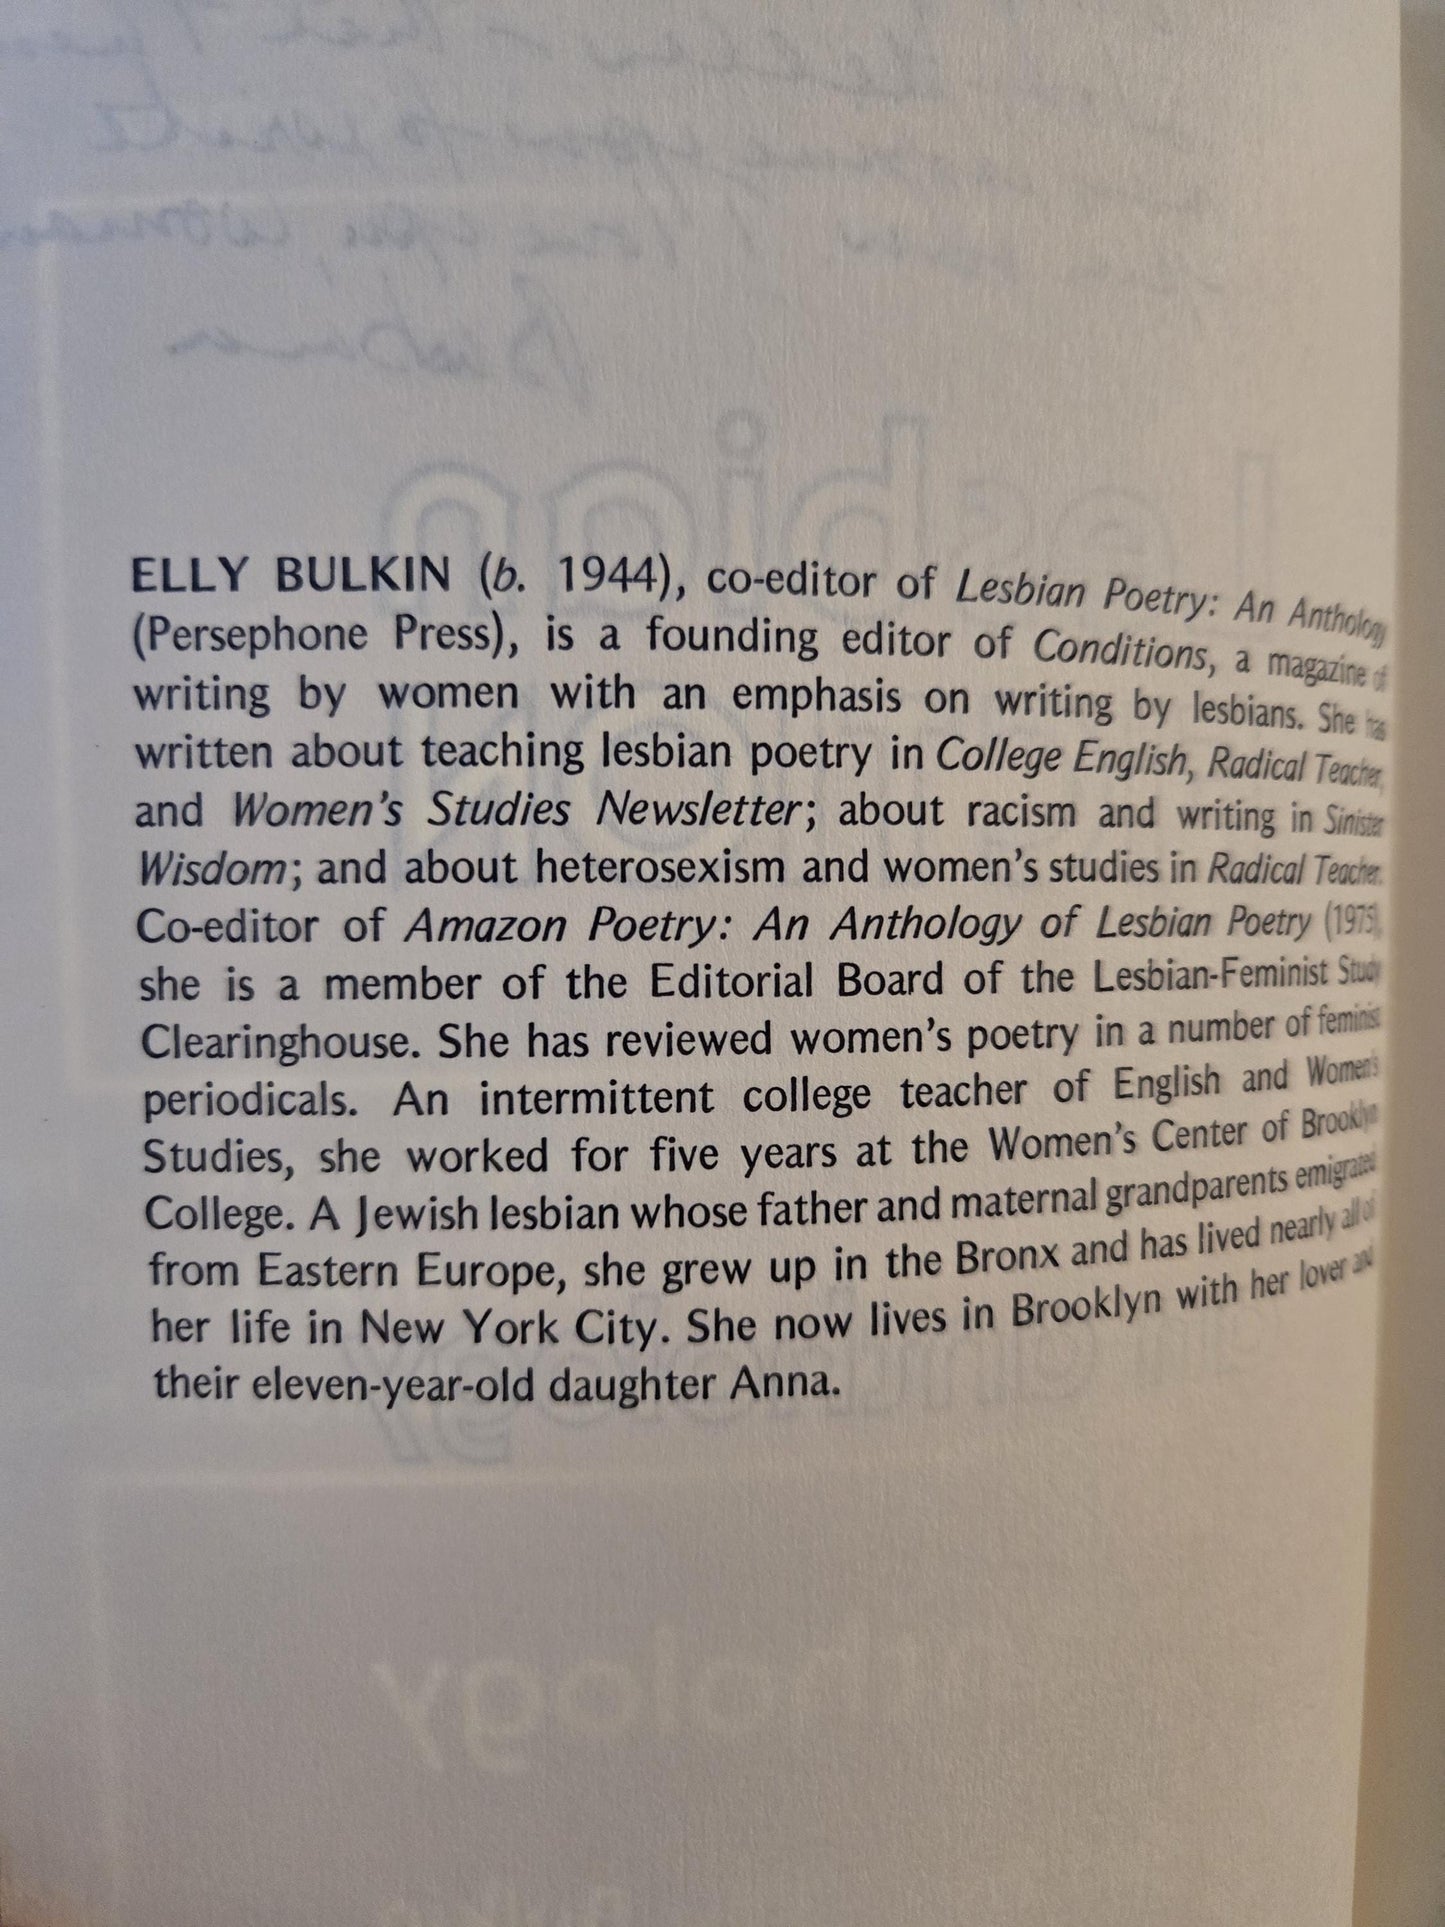 ELLY BULKIN (b. 1944), co-editor of Lesbian Poetry: An Anthology
(Persephone Press), is a founding editor of Conditions, a magazine of
writing by women with an emphasis on writing by lesbians. She has
written about teaching lesbian poetry in College English, Radical Teacher,
and Women's Studies Newsletter; about racism and writing in Sinister
Wisdom; and about heterosexism and women's studies in Radical Teacher.
Co-editor of Amazon Poetry: An Anthology of Lesbian Poetry (1975),
she is a member of the Editorial Board of the Lesbian-Feminist Study
Clearinghouse. She has reviewed women's poetry in a number of feminist
periodicals. An intermittent college teacher of English and Women's
Studies, she worked for five years at the Women's Center of Brooklyn
College. A Jewish lesbian whose father and maternal grandparents emigrated
from Eastern Europe, she grew up in the Bronx and has lived nearly all of
her life in New York City. She now lives in Brooklyn with her lover and
their eleven-year-old daughter Anna.